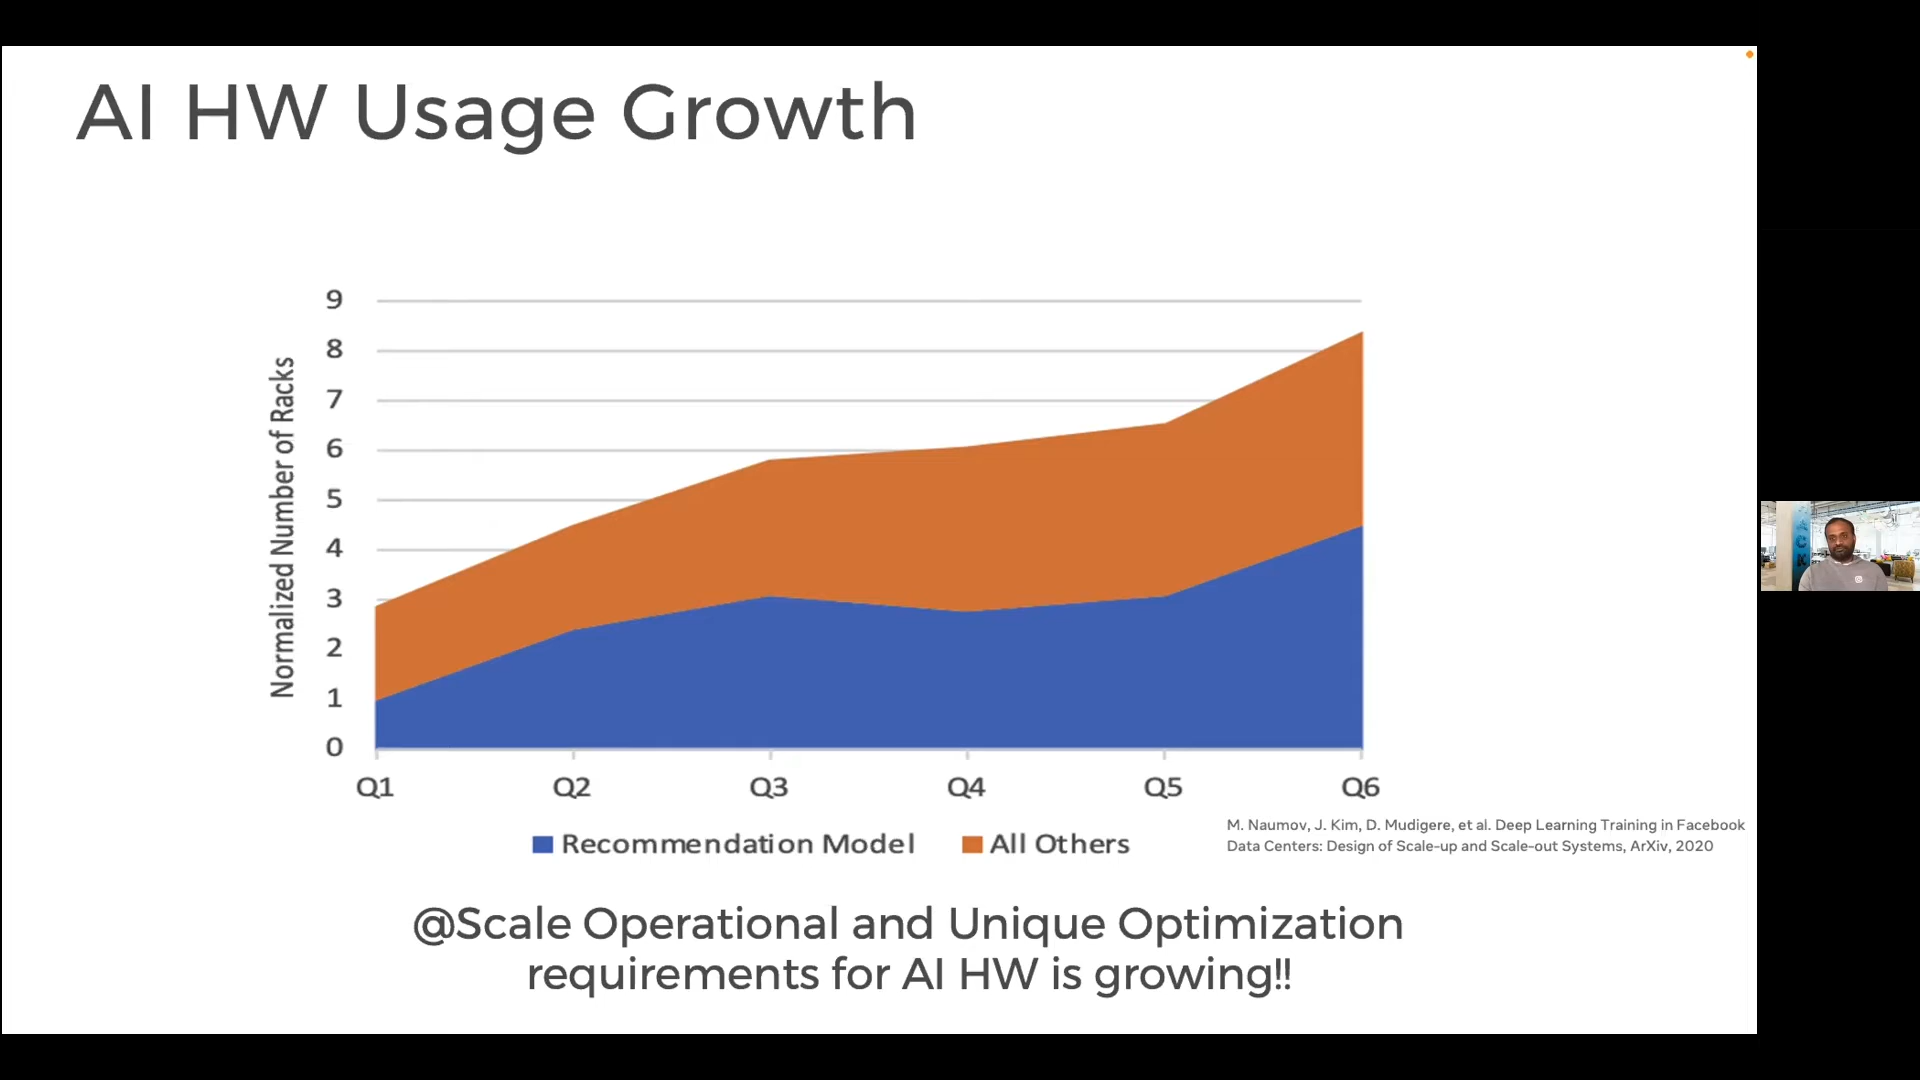 AI HW Usage Growth
Normalized Number of Racks
9
8
7
6
5
4
3
2
1
0
Q1 Q2 Q3 Q4 Q5 Q6
Recommendation Model All Others
M. Naumov, J. Kim, D. Mudigere, et al. Deep Learning Training in Facebook
Data Centers: Design of Scale-up and Scale-out Systems, ArXiv, 2020
@Scale Operational and Unique Optimization
requirements for AI HW is growing!!